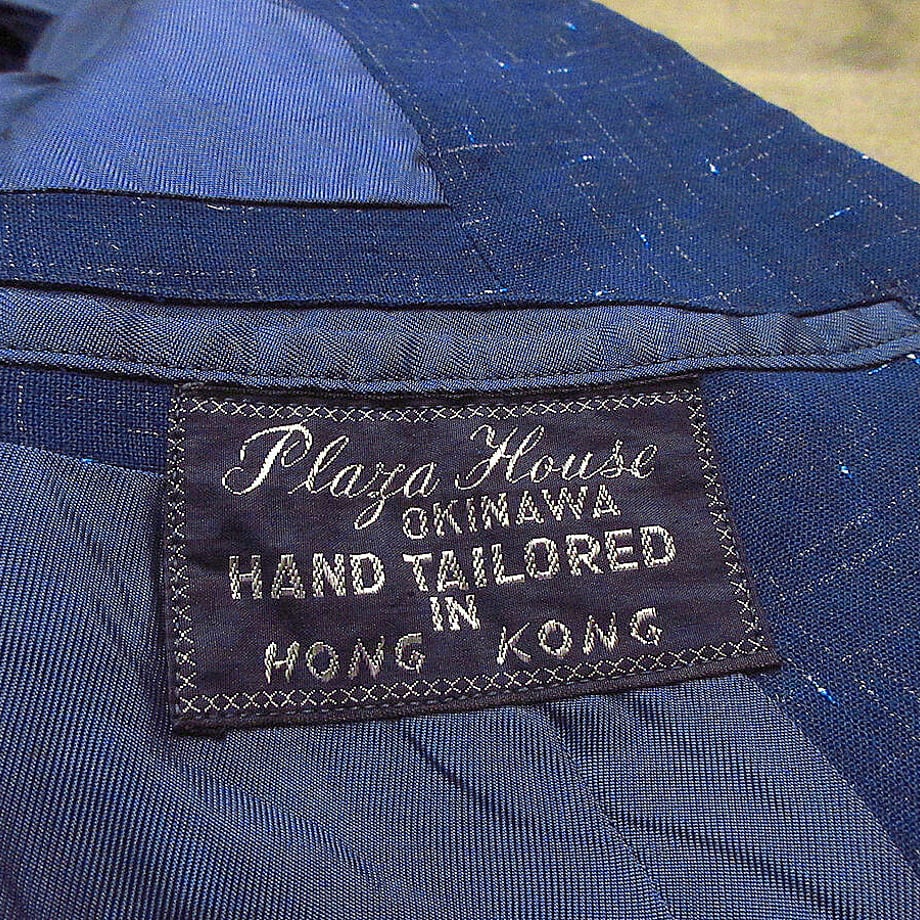 Plaza House
OKINAWA
HAND TAILORED
IN
HONG KONG